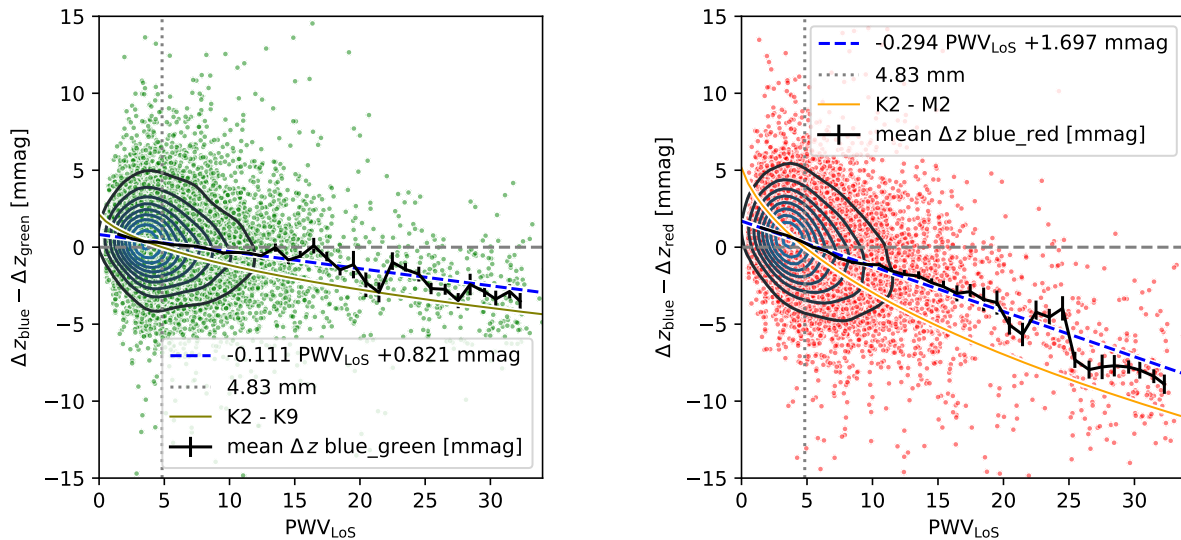 15
10
5
0
−5
−10
−15
Δz_blue − Δz_green [mmag]
-0.111 PWV_LoS +0.821 mmag
4.83 mm
K2 - K9
mean Δz blue_green [mmag]
0 5 10 15 20 25 30
PWV_LoS
15
10
5
0
−5
−10
−15
Δz_blue − Δz_red [mmag]
-0.294 PWV_LoS +1.697 mmag
4.83 mm
K2 - M2
mean Δz blue_red [mmag]
0 5 10 15 20 25 30
PWV_LoS